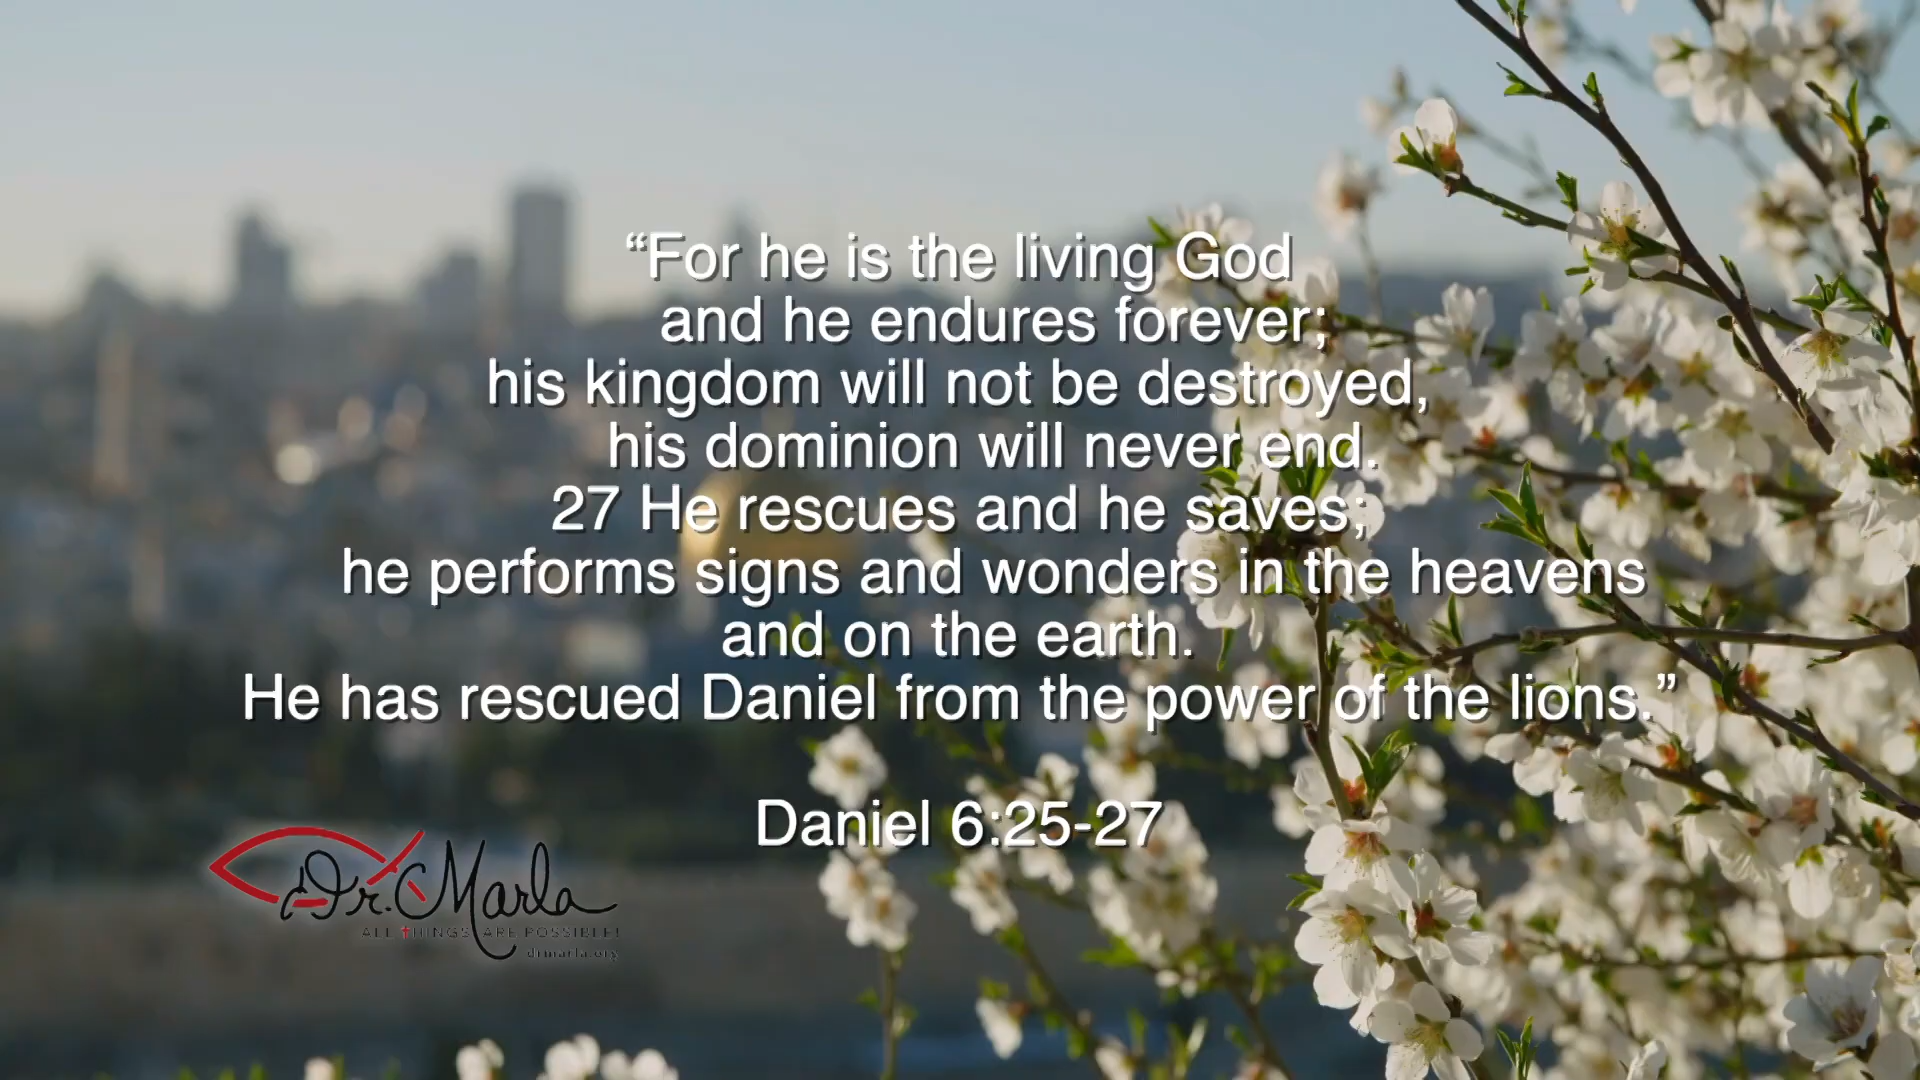 “For he is the living God
and he endures forever;
his kingdom will not be destroyed,
his dominion will never end.
27 He rescues and he saves;
he performs signs and wonders in the heavens
and on the earth.
He has rescued Daniel from the power of the lions.”
Daniel 6:25-27
Dr. Marla
ALL THINGS ARE POSSIBLE!
drmarla.org